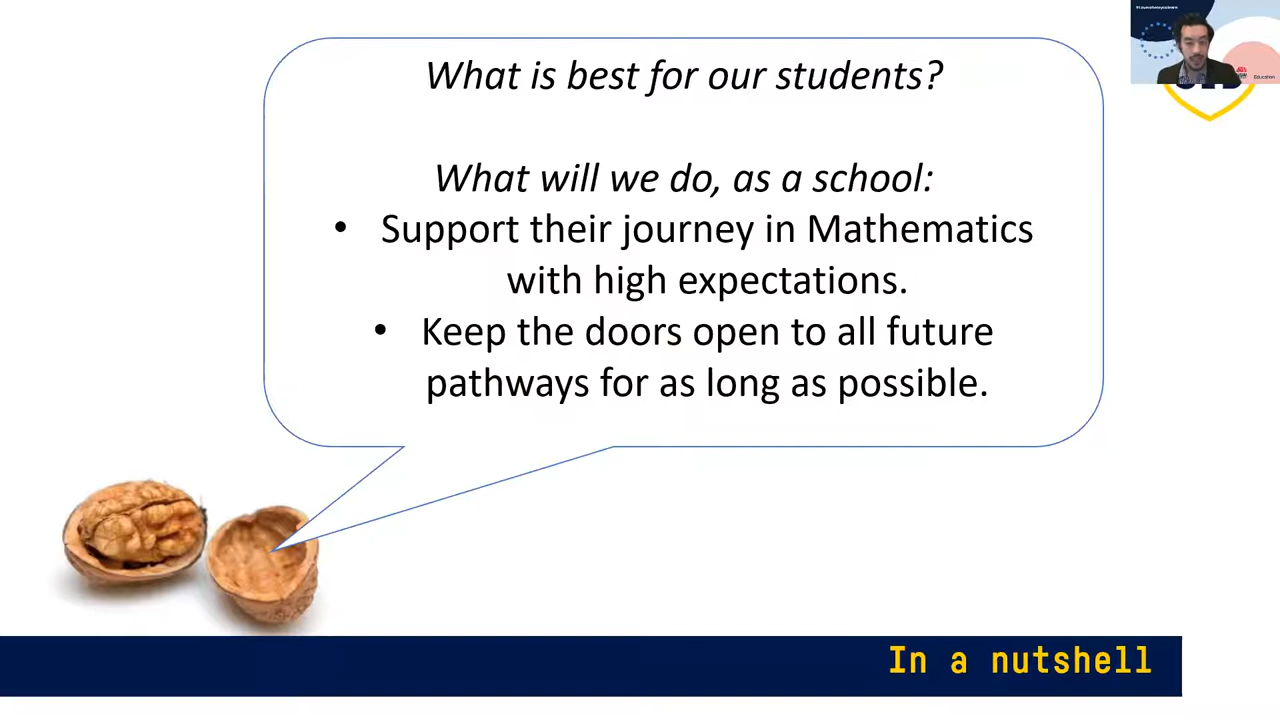 What is best for our students?
What will we do, as a school:
• Support their journey in Mathematics
with high expectations.
• Keep the doors open to all future
pathways for as long as possible.
Education
In a nutshell